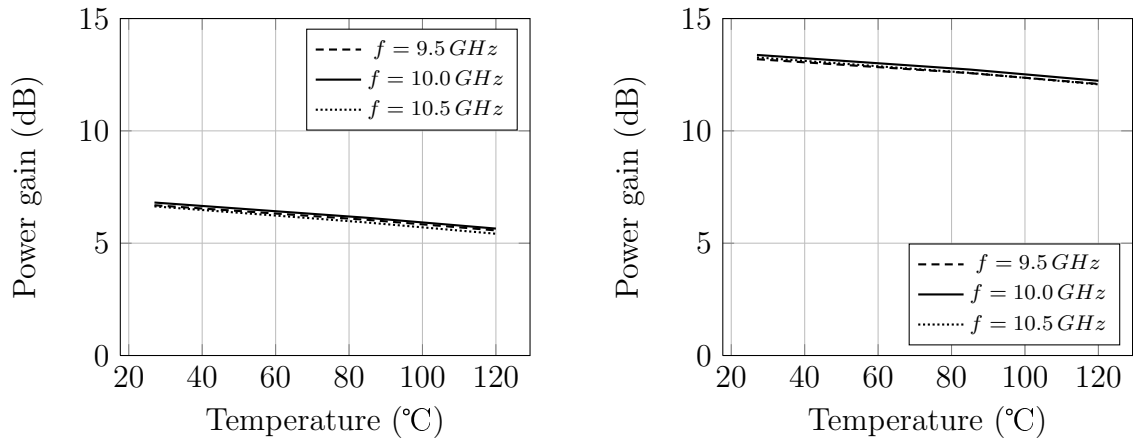 15
10
5
0
Power gain (dB)
f = 9.5 GHz
f = 10.0 GHz
f = 10.5 GHz
20 40 60 80 100 120
Temperature (℃)
15
10
5
0
Power gain (dB)
f = 9.5 GHz
f = 10.0 GHz
f = 10.5 GHz
20 40 60 80 100 120
Temperature (℃)